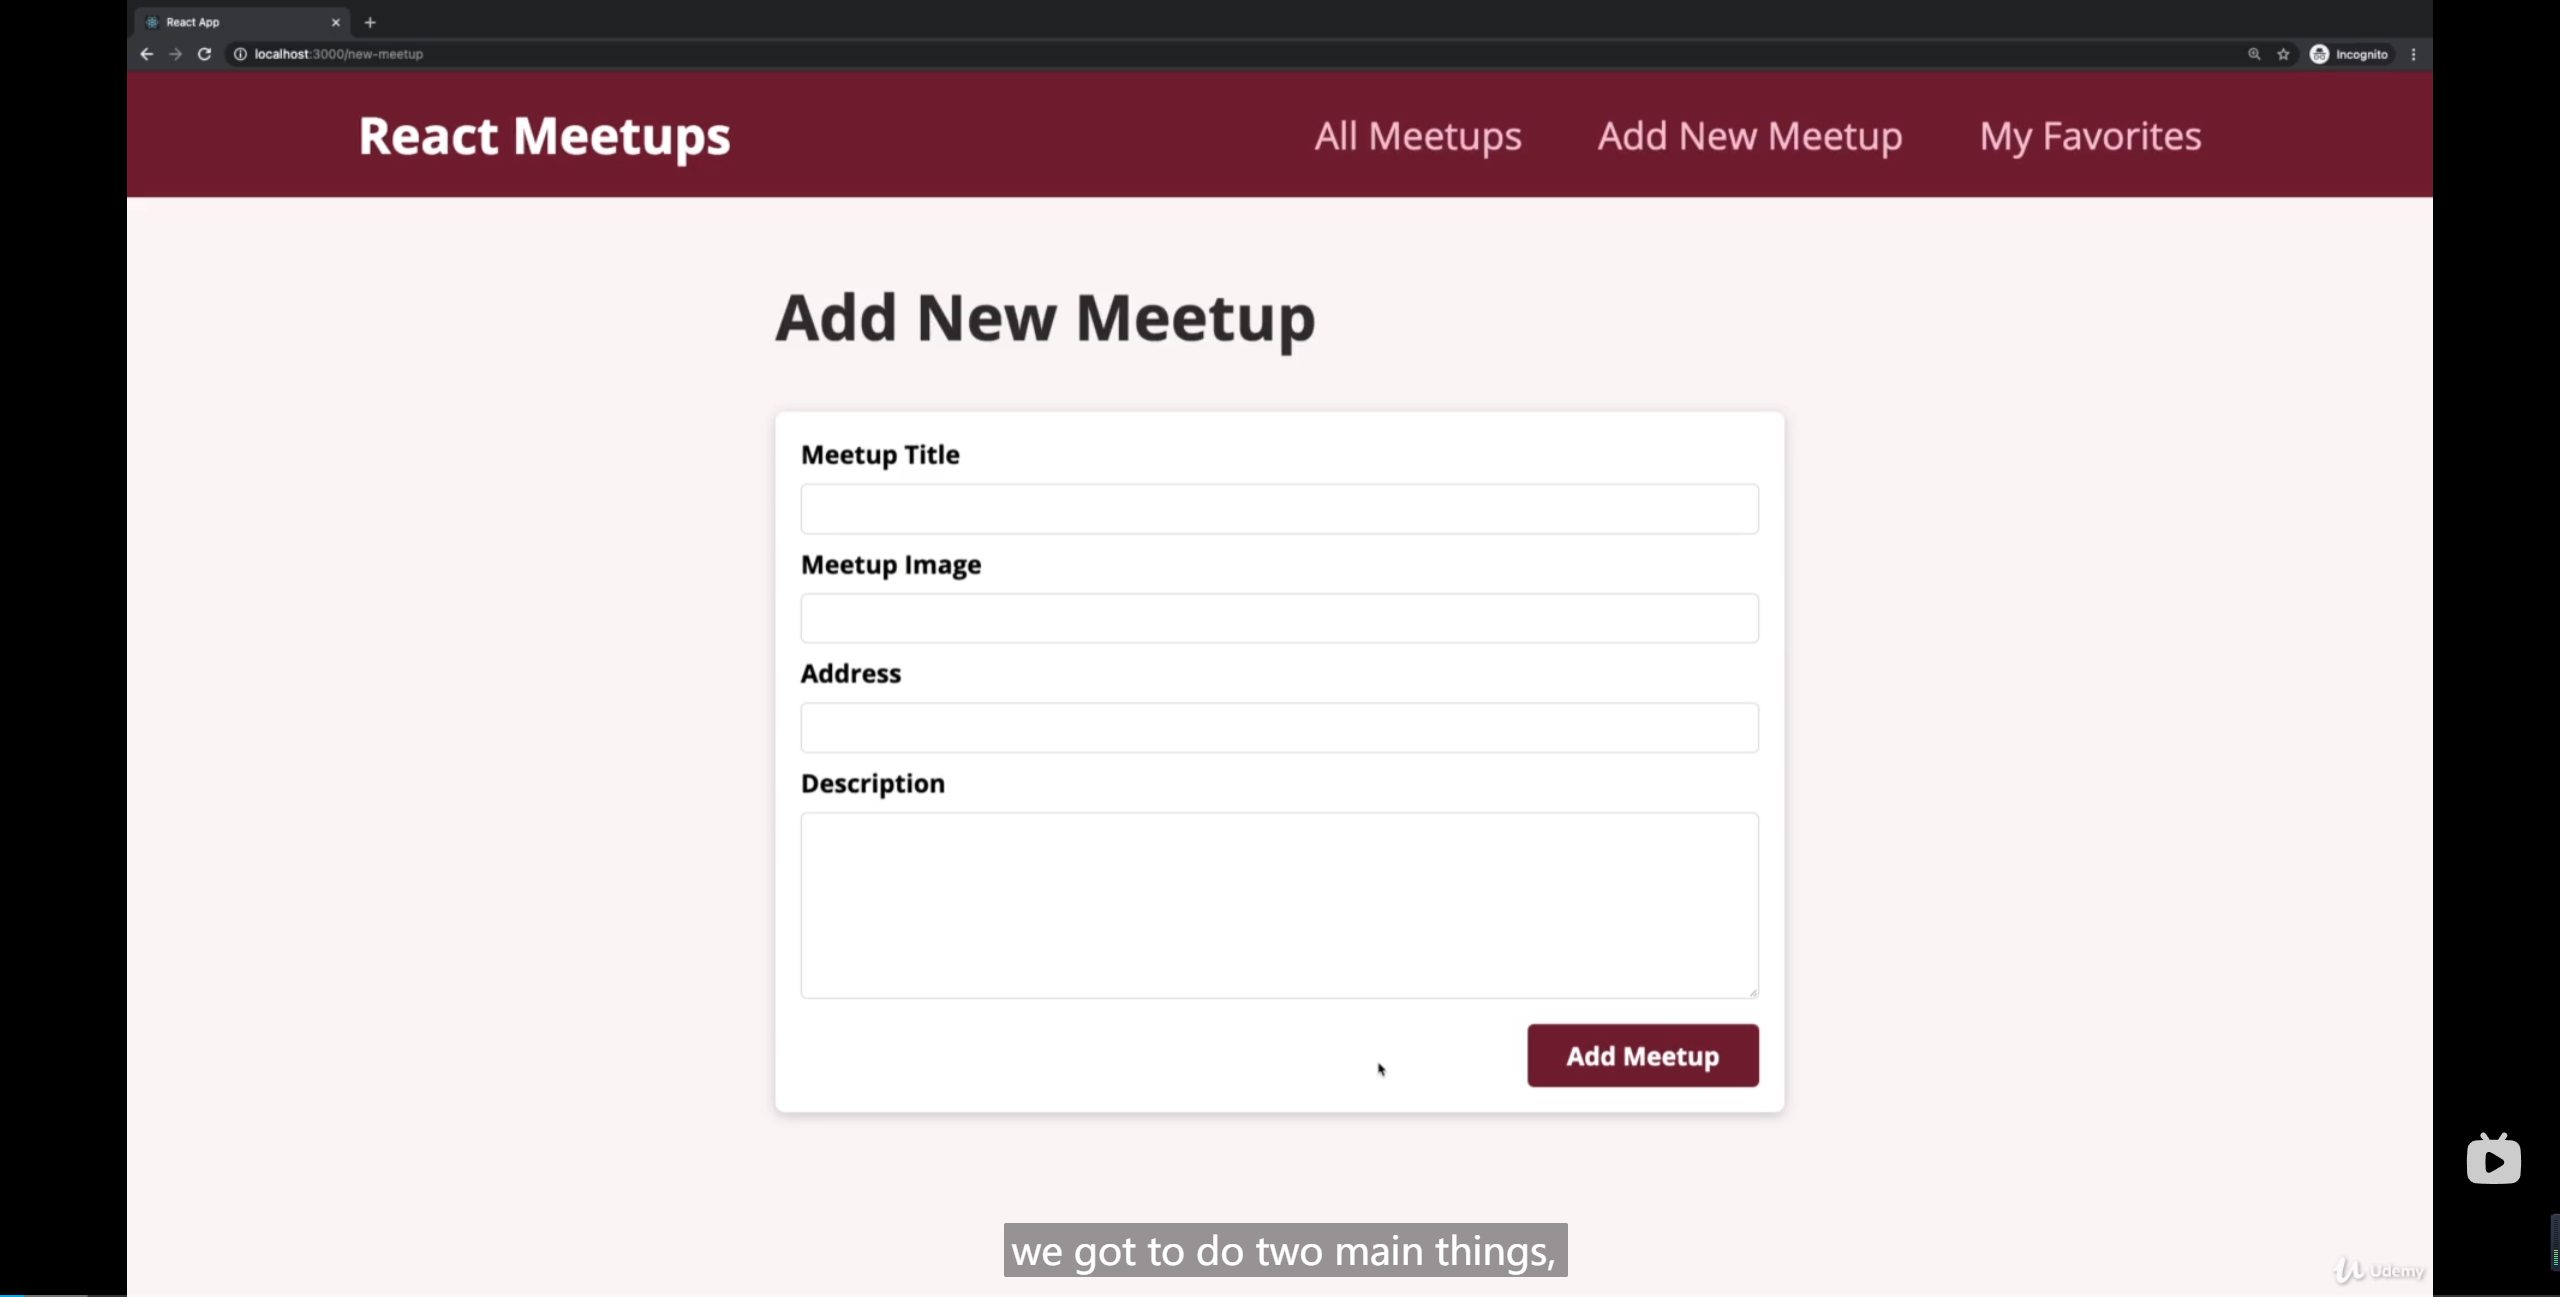 React App
localhost:3000/new-meetup
Incognito
React Meetups
All Meetups
Add New Meetup
My Favorites
Add New Meetup
Meetup Title
Meetup Image
Address
Description
Add Meetup
we got to do two main things,
Udemy